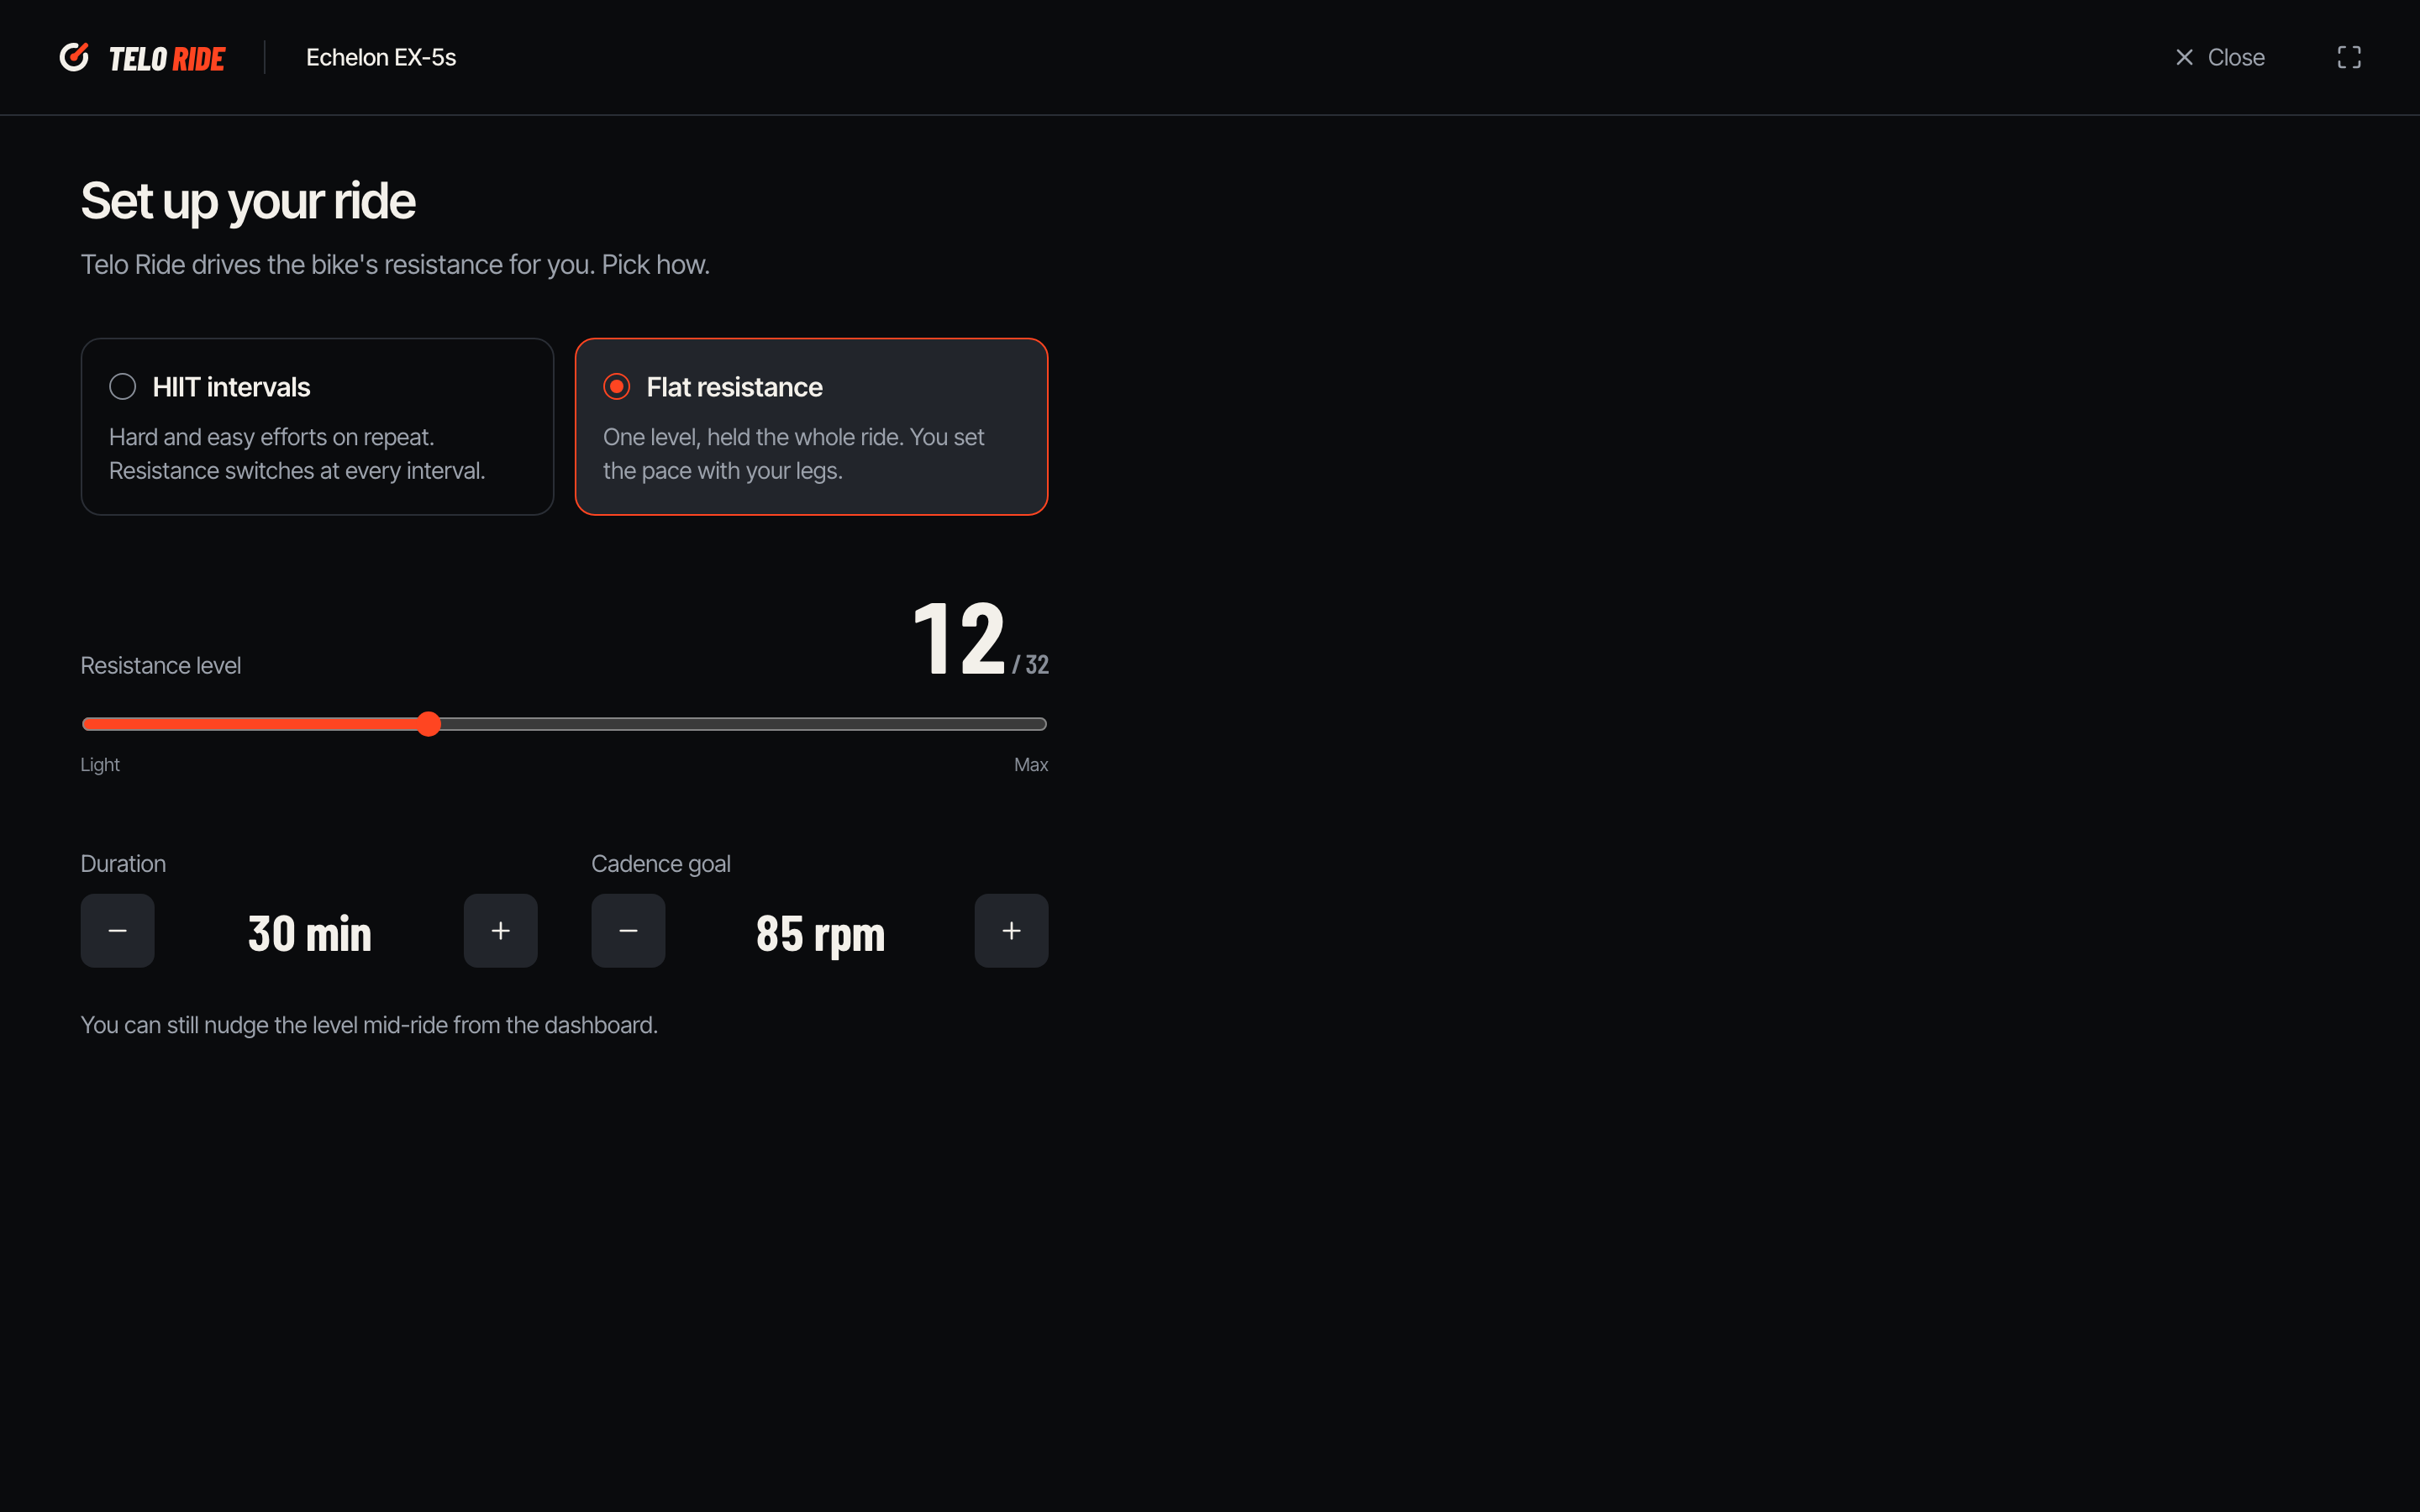 TELO RIDE
Echelon EX-5s
Close
Set up your ride
Telo Ride drives the bike's resistance for you. Pick how.
HIIT intervals
Hard and easy efforts on repeat.
Resistance switches at every interval.
Flat resistance
One level, held the whole ride. You set
the pace with your legs.
Resistance level
12 / 32
Light
Max
Duration
− 30 min +
Cadence goal
− 85 rpm +
You can still nudge the level mid-ride from the dashboard.